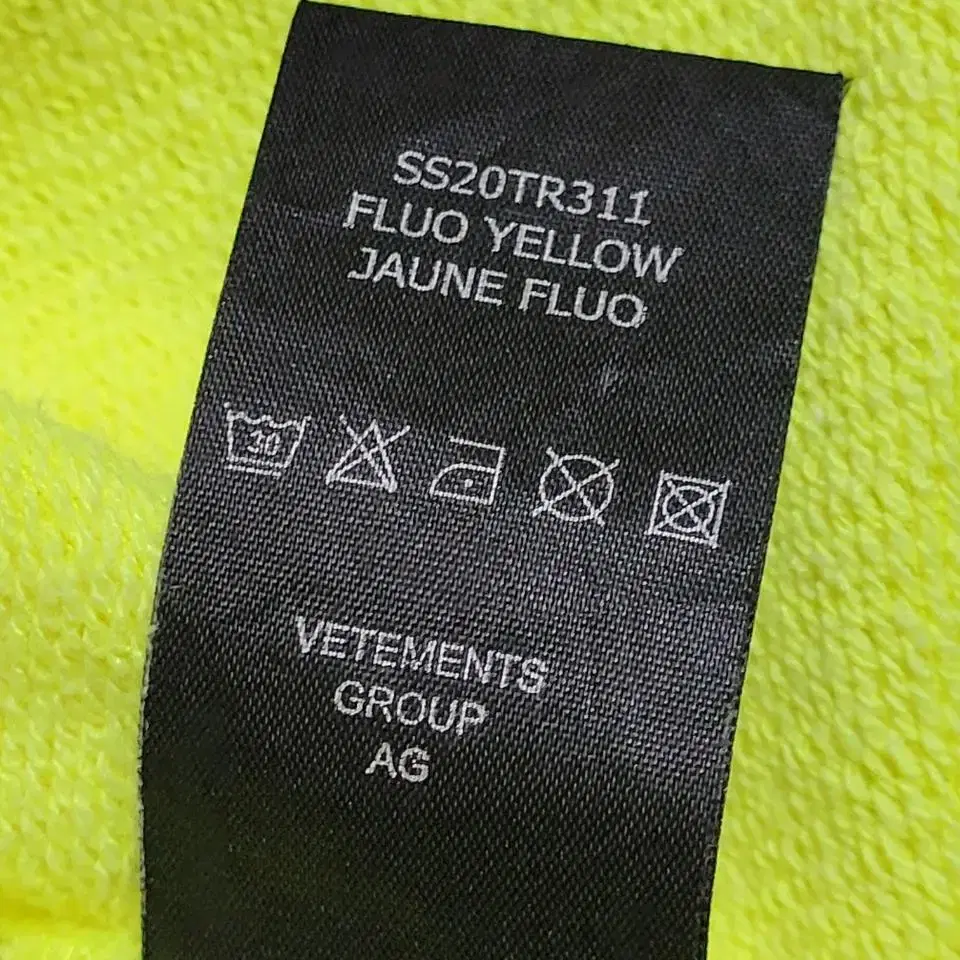 SS20TR311
FLUO YELLOW
JAUNE FLUO
30
VETEMENTS
GROUP
AG